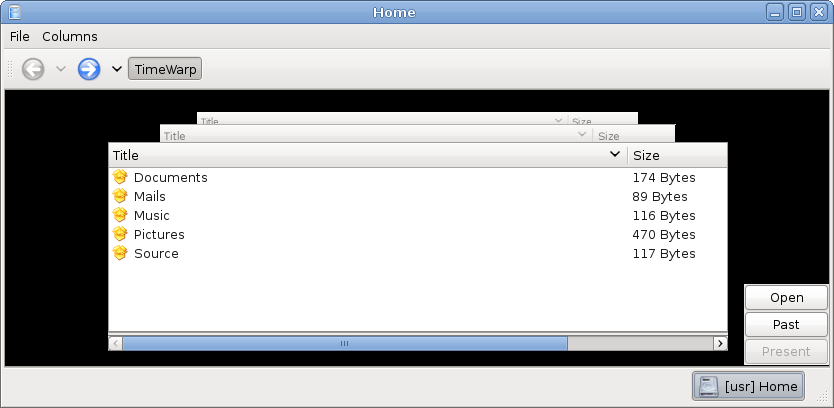 Home
File Columns
TimeWarp
Title Size
Title Size
Title Size
Documents 174 Bytes
Mails 89 Bytes
Music 116 Bytes
Pictures 470 Bytes
Source 117 Bytes
Open
Past
Present
[usr] Home